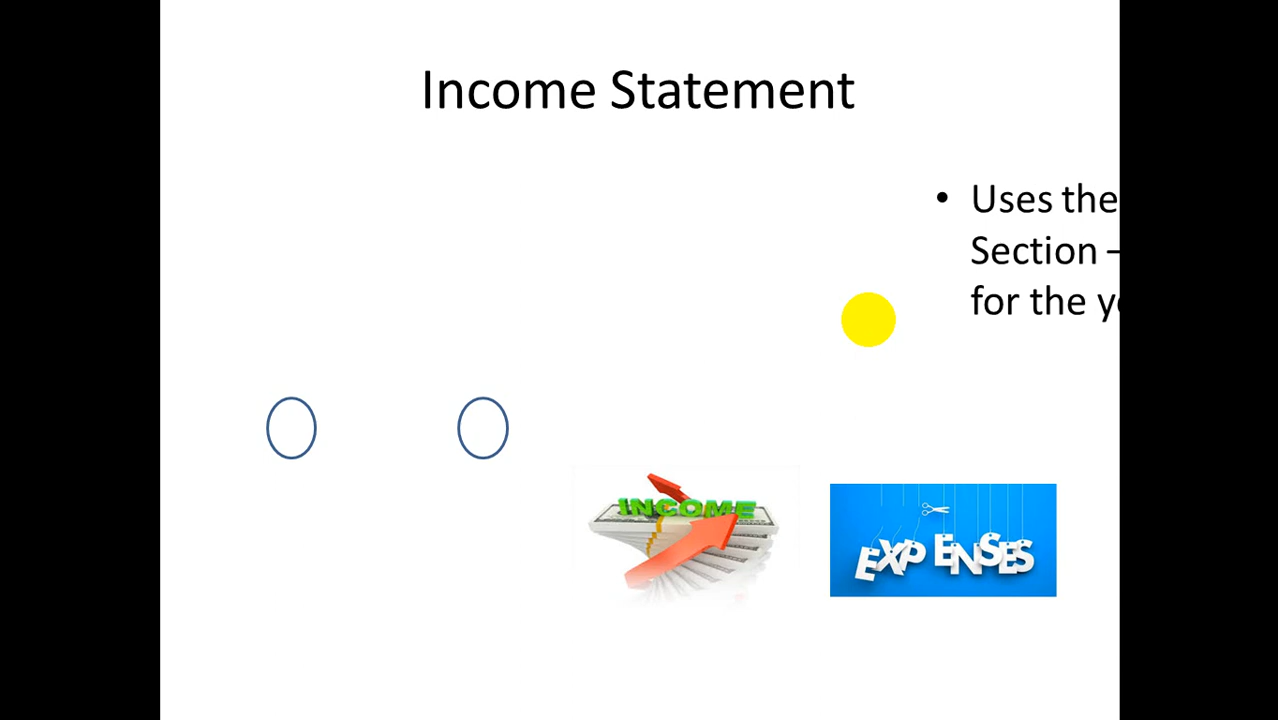 Income Statement
• Uses the
Section –
for the y
INCOME
EXPENSES